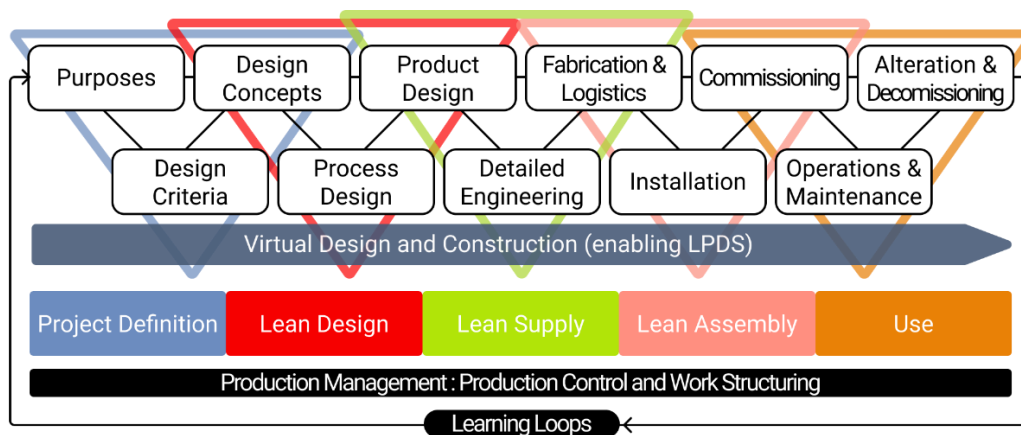 Purposes
Design
Concepts
Product
Design
Fabrication &
Logistics
Commissioning
Alteration &
Decomissioning
Design
Criteria
Process
Design
Detailed
Engineering
Installation
Operations &
Maintenance
Virtual Design and Construction (enabling LPDS)
Project Definition
Lean Design
Lean Supply
Lean Assembly
Use
Production Management : Production Control and Work Structuring
Learning Loops